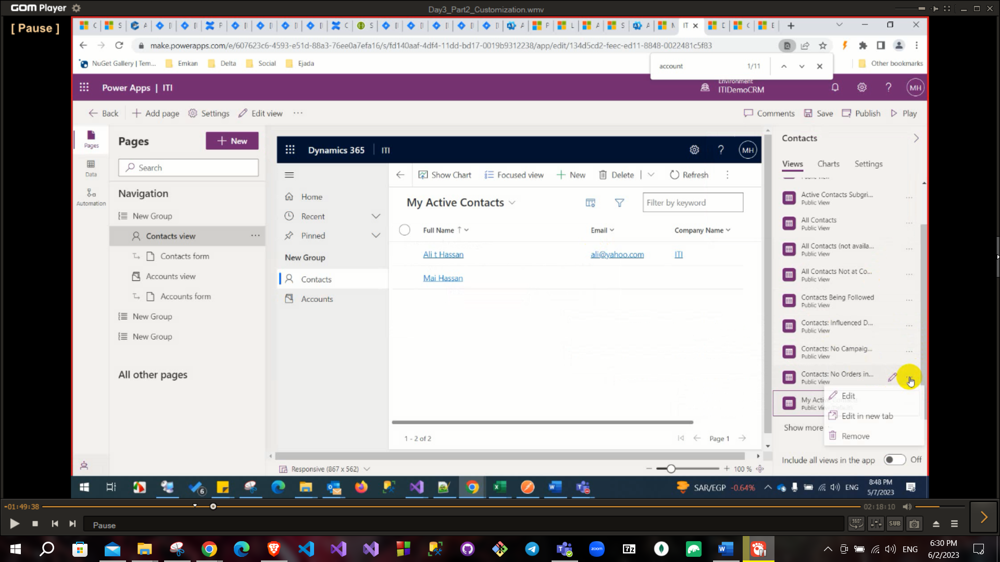 GOM Player
Day3_Part2_Customization.wmv
[ Pause ]
IT
make.powerapps.com/e/607623c6-4593-e51d-88a3-76ee0a7efa16/s/fd140aaf-4df4-11dd-bd17-0019b9312238/app/edit/134d5cd2-feec-ed11-8848-0022481c5f83
NuGet Gallery | Tem...
Emkan
Delta
Social
Ejada
Other bookmarks
account
1/11
Power Apps | ITI
Environment
ITIDemoCRM
MH
Back
Add page
Settings
Edit view
Comments
Save
Publish
Play
Pages
Data
Automation
Pages
New
Search
Navigation
New Group
Contacts view
Contacts form
Accounts view
Accounts form
New Group
New Group
All other pages
Dynamics 365
ITI
MH
Home
Recent
Pinned
New Group
Contacts
Accounts
Show Chart
Focused view
New
Delete
Refresh
My Active Contacts
Filter by keyword
Full Name
Email
Company Name
Ali t Hassan
ali@yahoo.com
ITI
Mai Hassan
1 - 2 of 2
Page 1
Responsive (867 x 562)
100 %
Contacts
Views
Charts
Settings
Active Contacts Subgri...
Public View
All Contacts
Public View
All Contacts (not availa...
Public View
All Contacts Not at Co...
Public View
Contacts Being Followed
Public View
Contacts: Influenced D...
Public View
Contacts: No Campaig...
Public View
Contacts: No Orders in...
Public View
Edit
Edit in new tab
Remove
Show more
Include all views in the app
Off
6
SAR/EGP -0.64%
ENG
8:48 PM
5/7/2023
-01:49:38
02:18:10
Pause
360°
SUB
zoom
7z
ENG
6:30 PM
6/2/2023